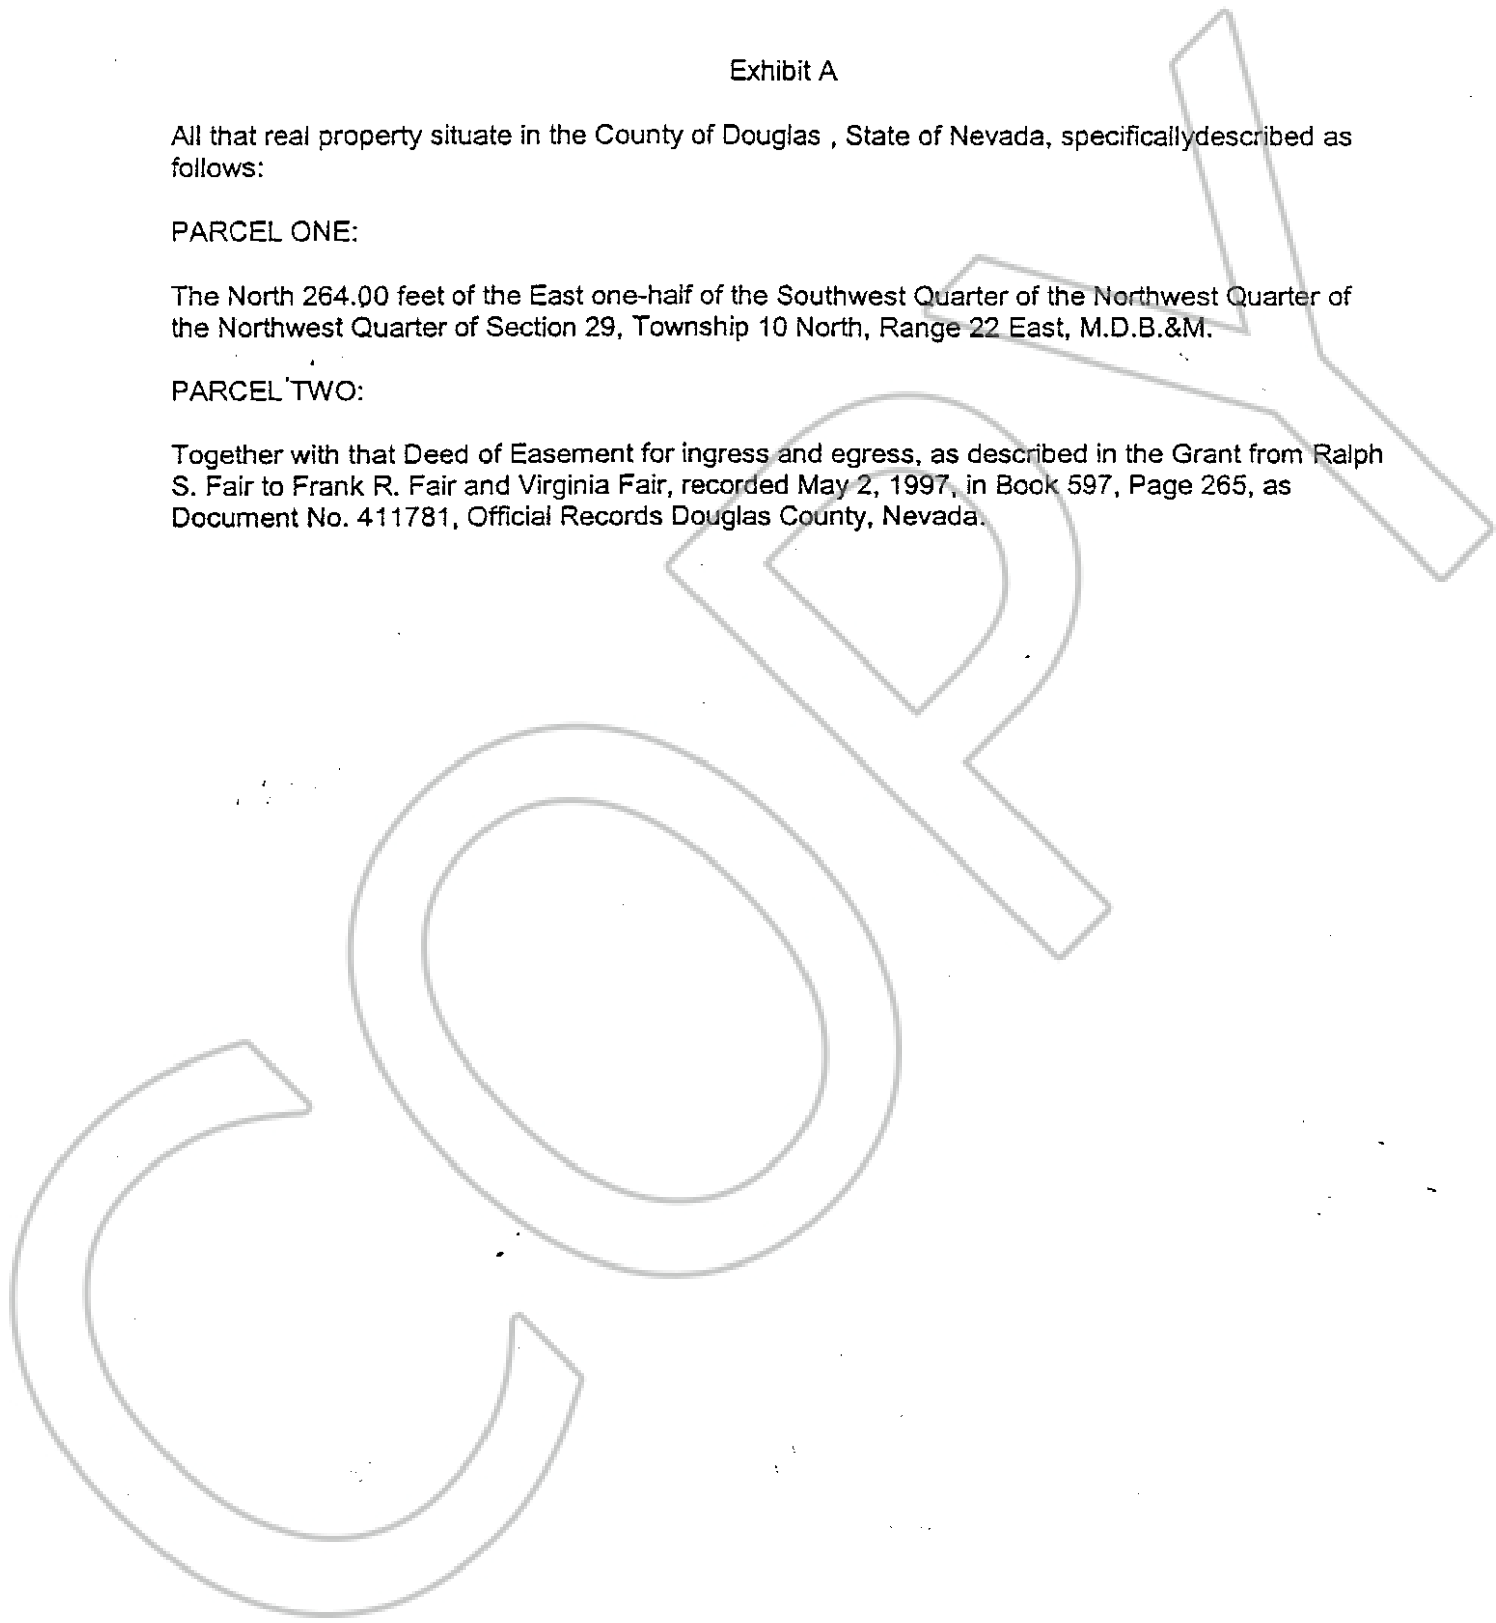 Exhibit A
All that real property situate in the County of Douglas , State of Nevada, specificallydescribed as
follows:
PARCEL ONE:
The North 264.00 feet of the East one-half of the Southwest Quarter of the Northwest Quarter of
the Northwest Quarter of Section 29, Township 10 North, Range 22 East, M.D.B.&M.
PARCEL TWO:
Together with that Deed of Easement for ingress and egress, as described in the Grant from Ralph
S. Fair to Frank R. Fair and Virginia Fair, recorded May 2, 1997, in Book 597, Page 265, as
Document No. 411781, Official Records Douglas County, Nevada.
COPY